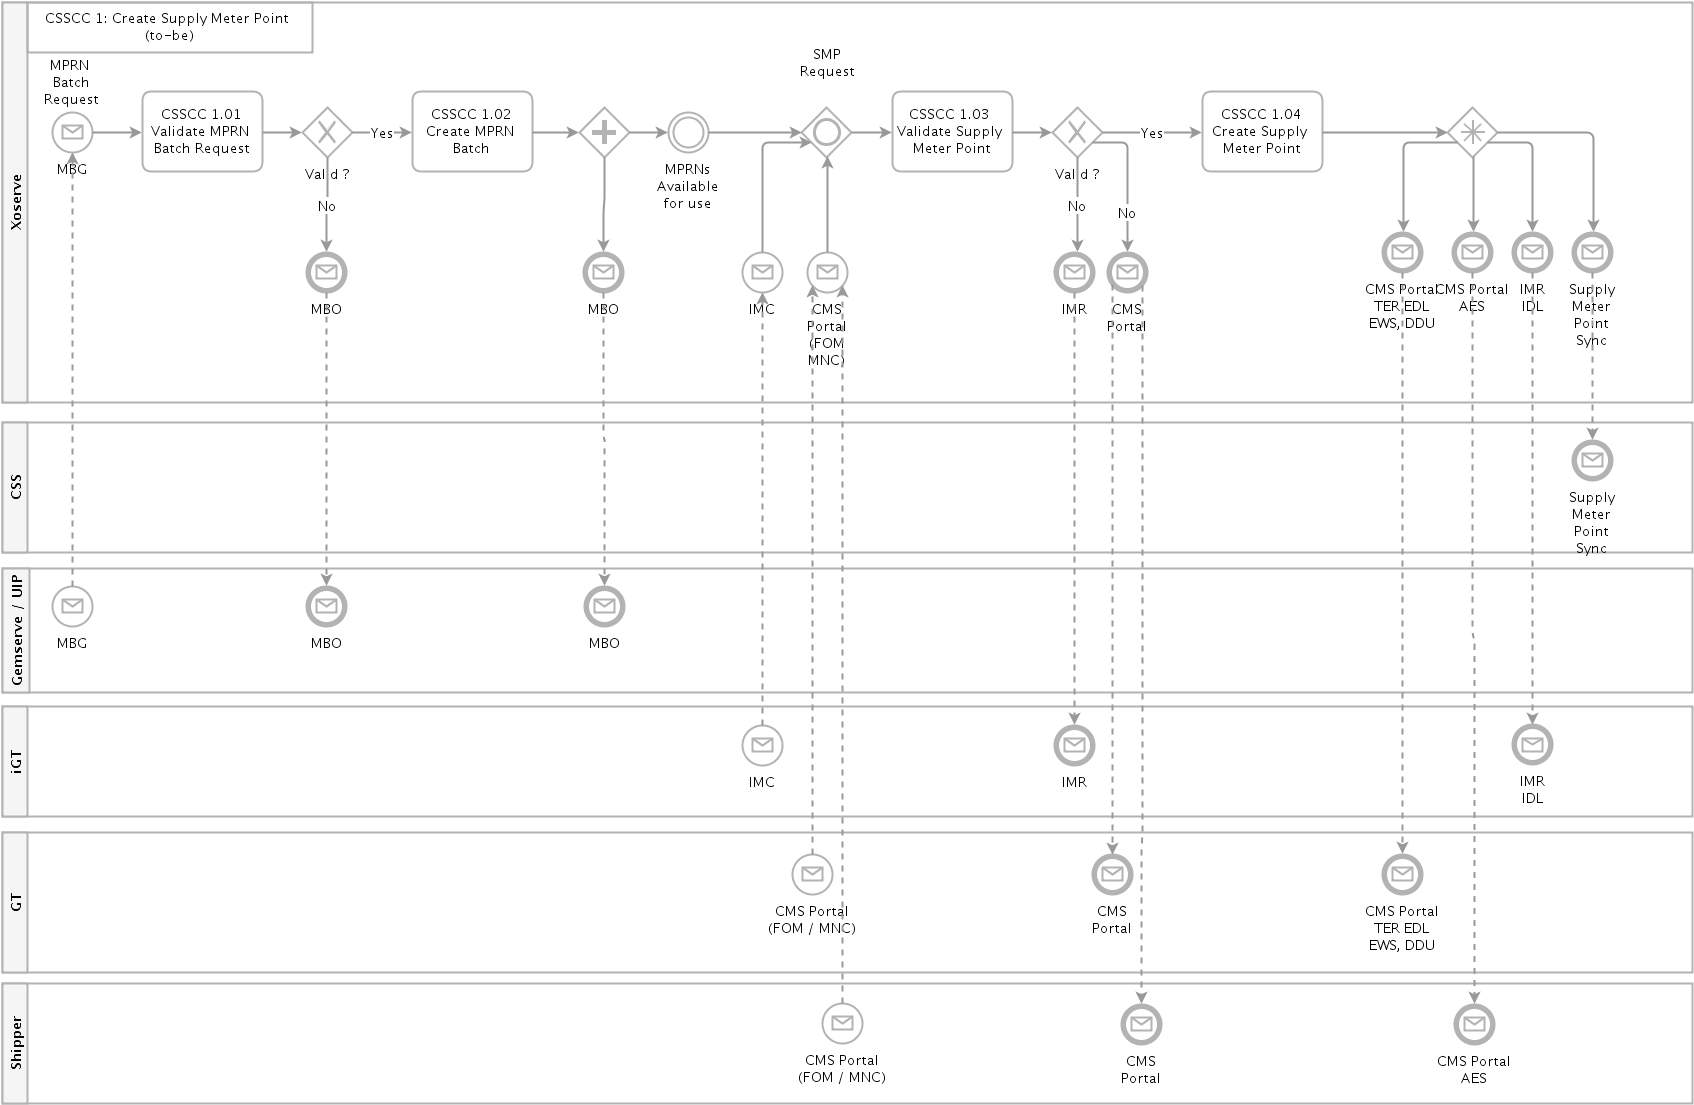 CSSCC 1: Create Supply Meter Point
(to-be)
Xoserve
MPRN
Batch
Request
MBG
CSSCC 1.01
Validate MPRN
Batch Request
Valid ?
Yes
No
CSSCC 1.02
Create MPRN
Batch
MPRNs
Available
for use
SMP
Request
CSSCC 1.03
Validate Supply
Meter Point
Valid ?
Yes
No
No
CSSCC 1.04
Create Supply
Meter Point
MBO
MBO
IMC
CMS
Portal
(FOM
MNC)
IMR
CMS
Portal
CMS Portal
TER EDL
EWS, DDU
CMS Portal
AES
IMR
IDL
Supply
Meter
Point
Sync
CSS
Supply
Meter
Point
Sync
Gemserve / UIP
MBG
MBO
MBO
iGT
IMC
IMR
IMR
IDL
GT
CMS Portal
(FOM / MNC)
CMS
Portal
CMS Portal
TER EDL
EWS, DDU
Shipper
CMS Portal
(FOM / MNC)
CMS
Portal
CMS Portal
AES